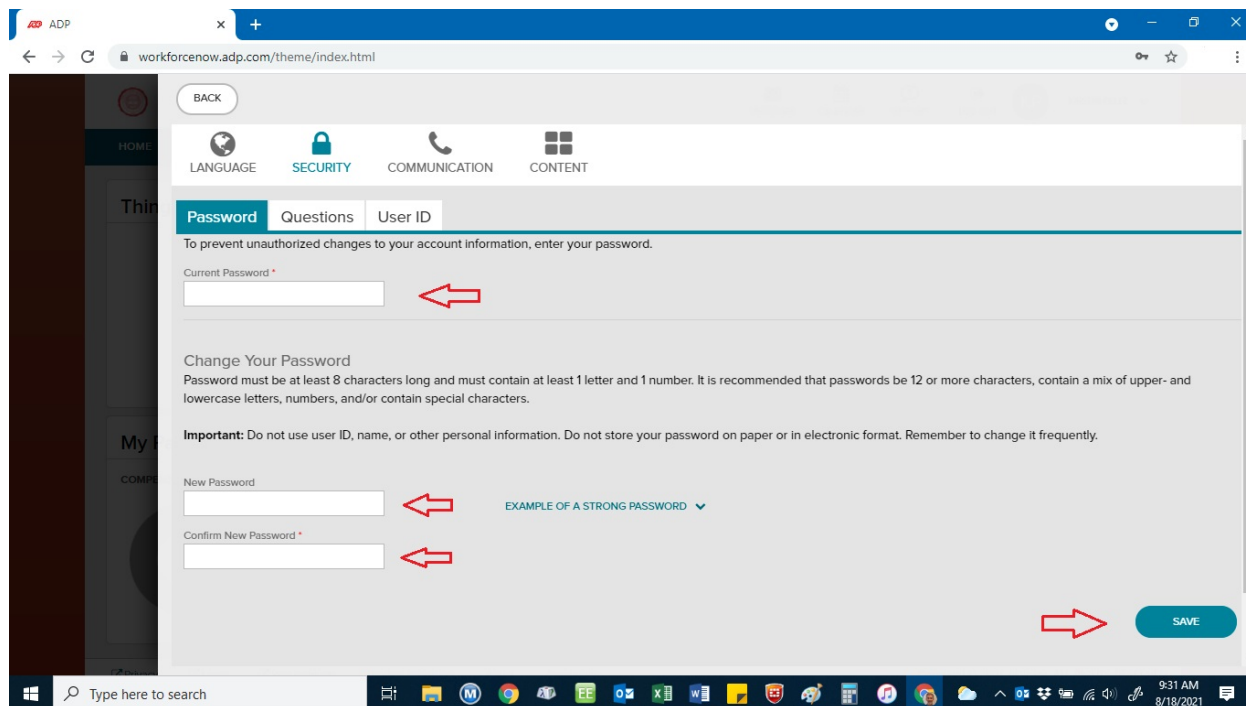 ADP
workforcenow.adp.com/theme/index.html
BACK
HOME
LANGUAGE
SECURITY
COMMUNICATION
CONTENT
Thin
Password
Questions
User ID
To prevent unauthorized changes to your account information, enter your password.
Current Password *
Change Your Password
Password must be at least 8 characters long and must contain at least 1 letter and 1 number. It is recommended that passwords be 12 or more characters, contain a mix of upper- and
lowercase letters, numbers, and/or contain special characters.
My
Important: Do not use user ID, name, or other personal information. Do not store your password on paper or in electronic format. Remember to change it frequently.
COMPE
New Password
EXAMPLE OF A STRONG PASSWORD
Confirm New Password *
SAVE
Type here to search
9:31 AM
8/18/2021